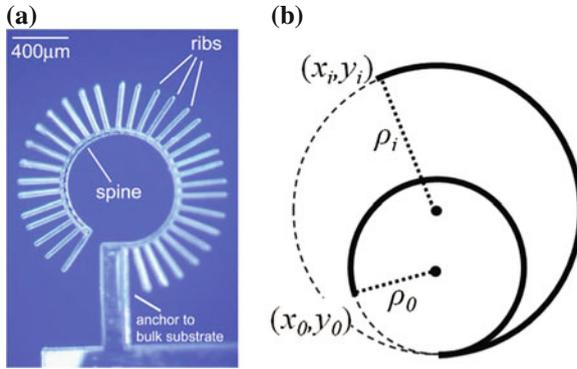 (a)
400μm
ribs
spine
anchor to
bulk substrate
(b)
(xᵢ,yᵢ)
ρᵢ
ρ₀
(x₀,y₀)